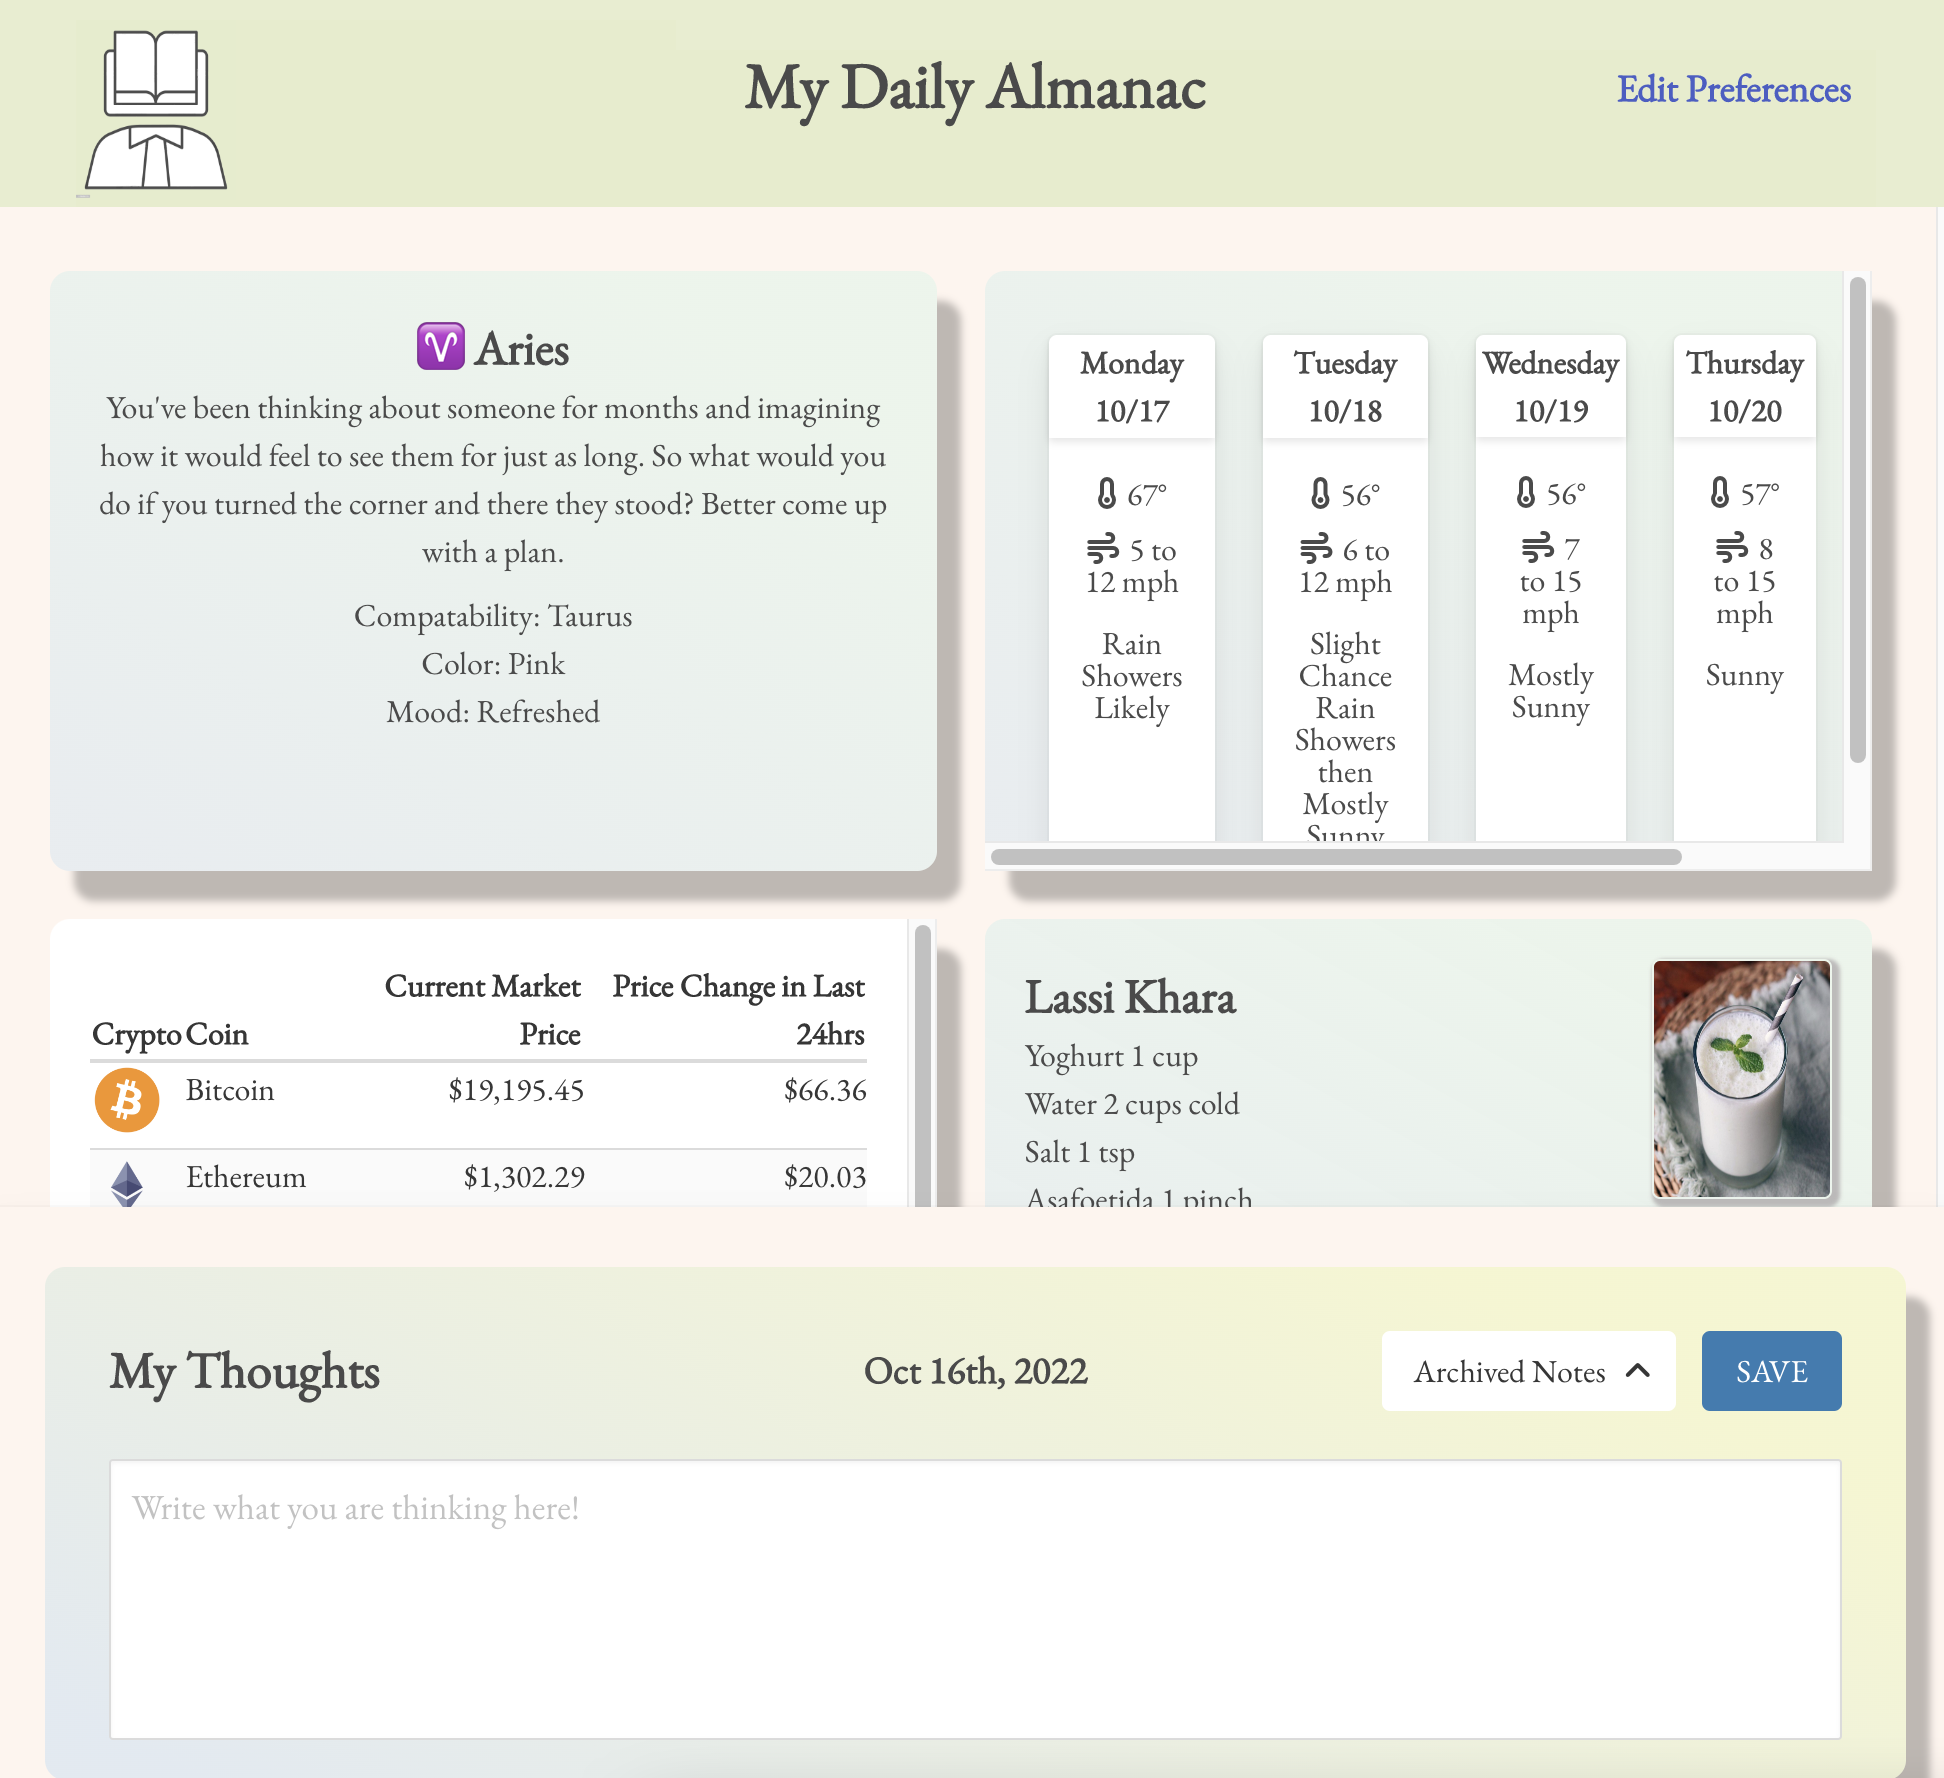 My Daily Almanac
Edit Preferences
Aries
You've been thinking about someone for months and imagining
how it would feel to see them for just as long. So what would you
do if you turned the corner and there they stood? Better come up
with a plan.
Compatability: Taurus
Color: Pink
Mood: Refreshed
Monday
10/17
67°
5 to
12 mph
Rain
Showers
Likely
Tuesday
10/18
56°
6 to
12 mph
Slight
Chance
Rain
Showers
then
Mostly
Sunny
Wednesday
10/19
56°
7
to 15
mph
Mostly
Sunny
Thursday
10/20
57°
8
to 15
mph
Sunny
Current Market Price Change in Last
Crypto Coin Price 24hrs
Bitcoin $19,195.45 $66.36
Ethereum $1,302.29 $20.03
Lassi Khara
Yoghurt 1 cup
Water 2 cups cold
Salt 1 tsp
Asafoetida 1 pinch
My Thoughts
Oct 16th, 2022
Archived Notes
SAVE
Write what you are thinking here!